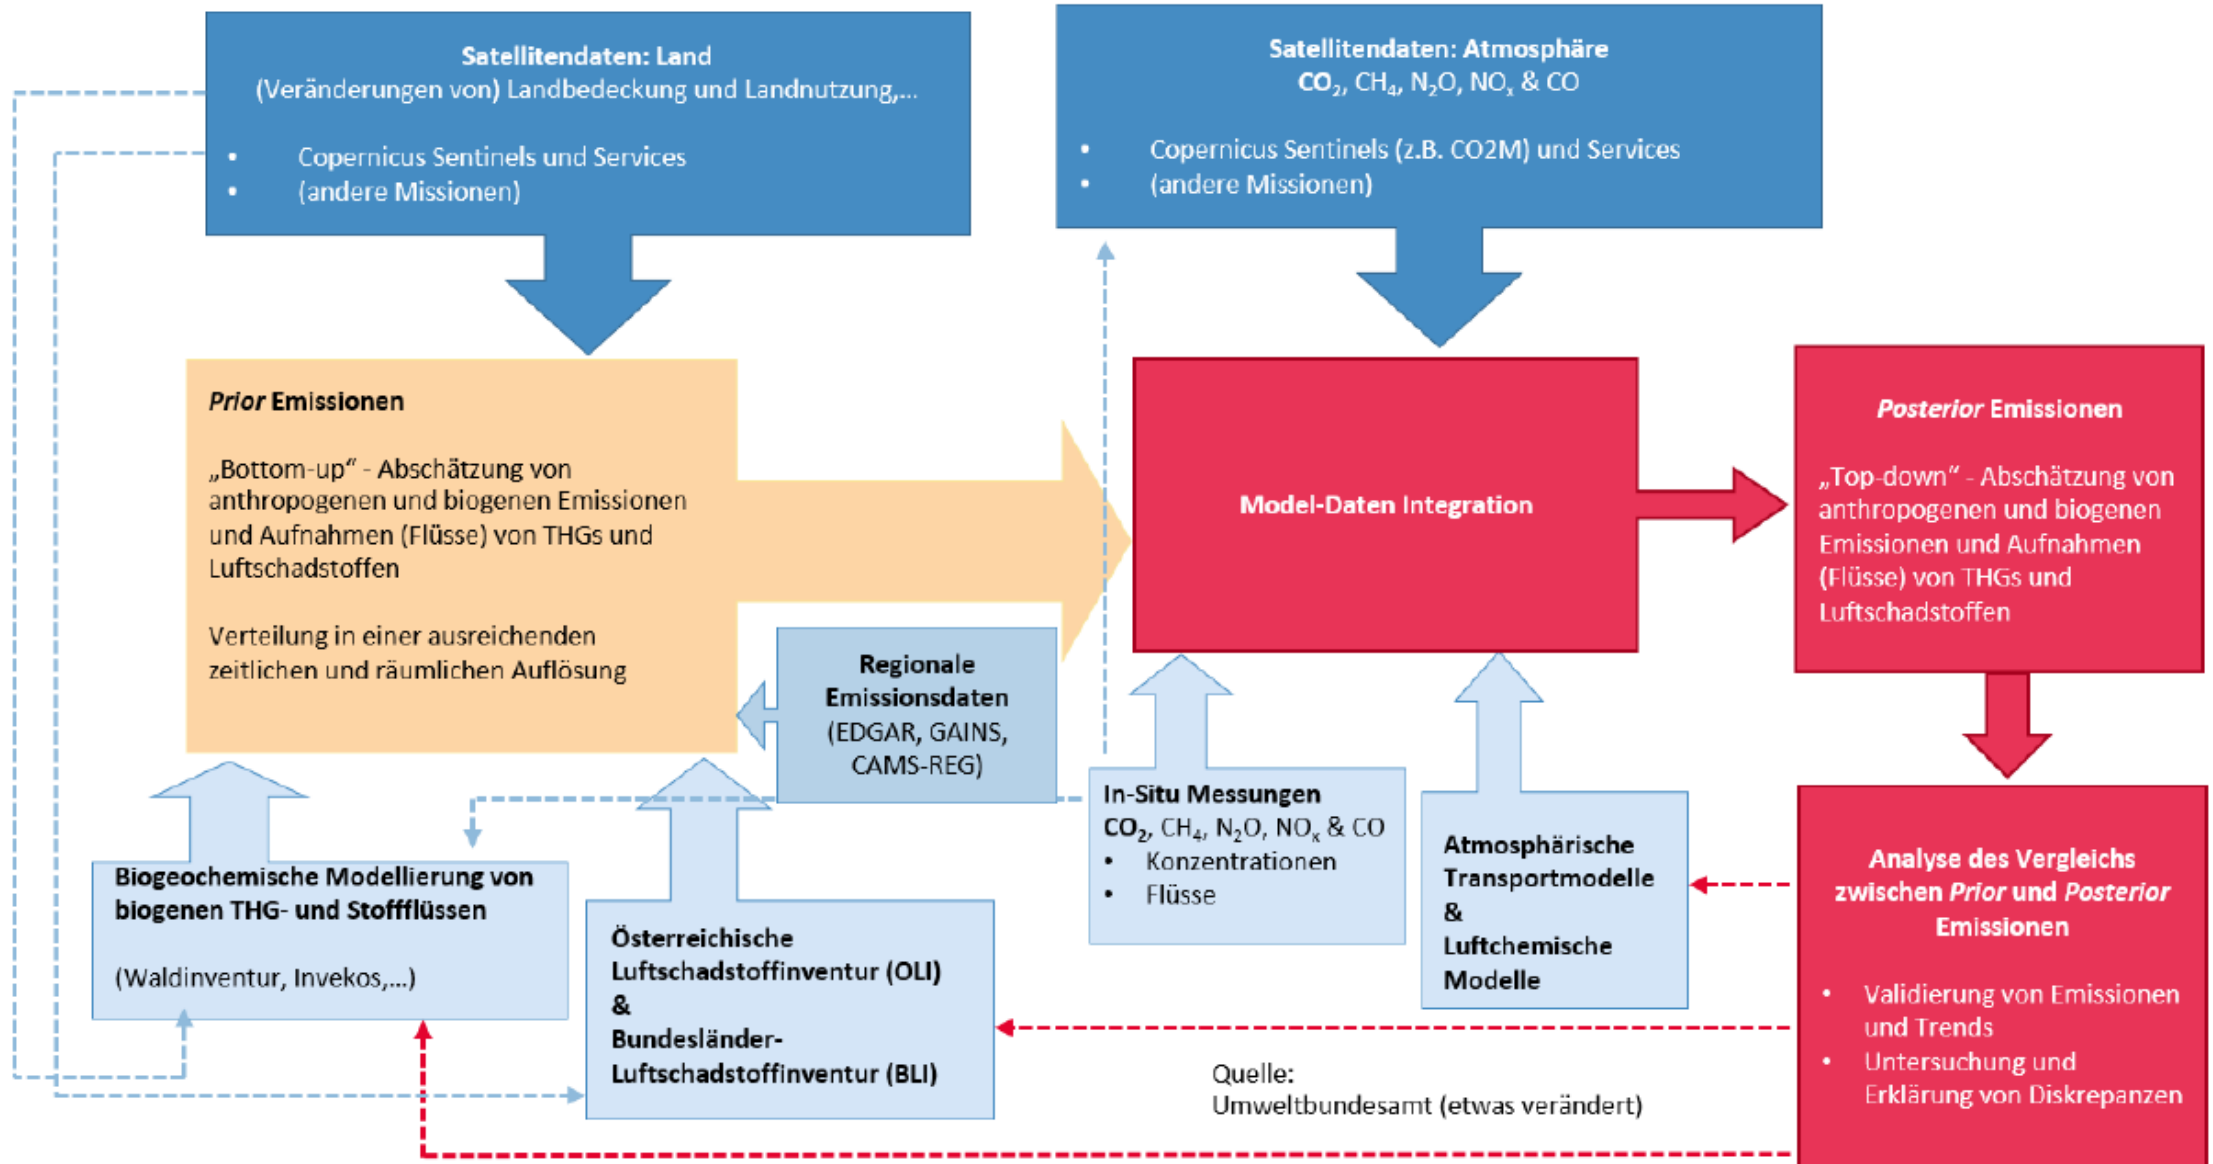 Satellitendaten: Land
(Veränderungen von) Landbedeckung und Landnutzung,...
• Copernicus Sentinels und Services
• (andere Missionen)
Satellitendaten: Atmosphäre
CO₂, CH₄, N₂O, NOₓ & CO
• Copernicus Sentinels (z.B. CO2M) und Services
• (andere Missionen)
Prior Emissionen
„Bottom-up“ - Abschätzung von
anthropogenen und biogenen Emissionen
und Aufnahmen (Flüsse) von THGs und
Luftschadstoffen
Verteilung in einer ausreichenden
zeitlichen und räumlichen Auflösung
Model-Daten Integration
Posterior Emissionen
„Top-down“ - Abschätzung von
anthropogenen und biogenen
Emissionen und Aufnahmen
(Flüsse) von THGs und
Luftschadstoffen
Regionale
Emissionsdaten
(EDGAR, GAINS,
CAMS-REG)
Biogeochemische Modellierung von
biogenen THG- und Stoffflüssen
(Waldinventur, Invekos,...)
Österreichische
Luftschadstoffinventur (OLI)
&
Bundesländer-
Luftschadstoffinventur (BLI)
In-Situ Messungen
CO₂, CH₄, N₂O, NOₓ & CO
• Konzentrationen
• Flüsse
Atmosphärische
Transportmodelle
&
Luftchemische
Modelle
Analyse des Vergleichs
zwischen Prior und Posterior
Emissionen
• Validierung von Emissionen
und Trends
• Untersuchung und
Erklärung von Diskrepanzen
Quelle:
Umweltbundesamt (etwas verändert)